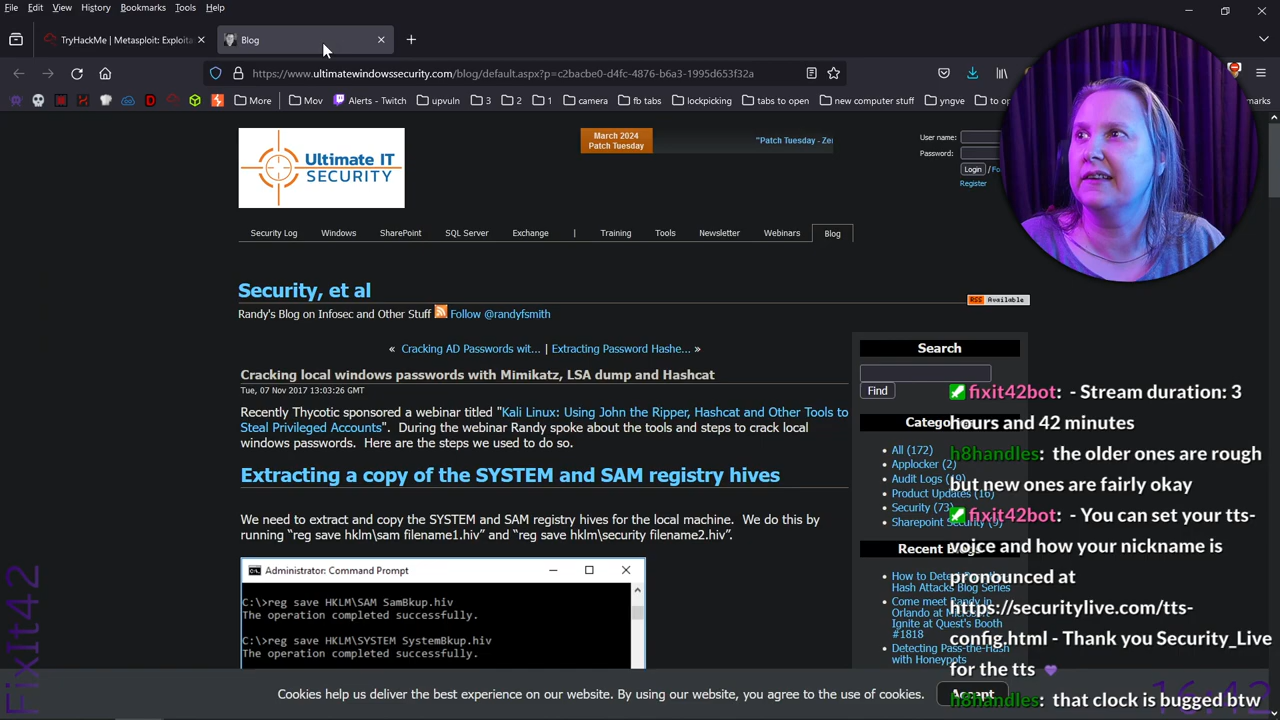 File Edit View History Bookmarks Tools Help
TryHackMe | Metasploit: Exploita
Blog
https://www.ultimatewindowssecurity.com/blog/default.aspx?p=c2bacbe0-d4fc-4876-b6a3-1995d653f32a
More Mov Alerts - Twitch upvuln 3 2 1 camera fb tabs lockpicking tabs to open new computer stuff yngve to op
Ultimate IT
SECURITY
March 2024
Patch Tuesday
"Patch Tuesday - Ze
User name:
Password:
Login / Fo
Register
Security Log Windows SharePoint SQL Server Exchange | Training Tools Newsletter Webinars Blog
Security, et al
RSS Available
Randy's Blog on Infosec and Other Stuff Follow @randyfsmith
« Cracking AD Passwords wit... | Extracting Password Hashe... »
Cracking local windows passwords with Mimikatz, LSA dump and Hashcat
Tue, 07 Nov 2017 13:03:26 GMT
Recently Thycotic sponsored a webinar titled "Kali Linux: Using John the Ripper, Hashcat and Other Tools to
Steal Privileged Accounts". During the webinar Randy spoke about the tools and steps to crack local
windows passwords. Here are the steps we used to do so.
Extracting a copy of the SYSTEM and SAM registry hives
We need to extract and copy the SYSTEM and SAM registry hives for the local machine. We do this by
running “reg save hklm\sam filename1.hiv” and “reg save hklm\security filename2.hiv”.
Administrator: Command Prompt
C:\>reg save HKLM\SAM SamBkup.hiv
The operation completed successfully.
C:\>reg save HKLM\SYSTEM SystemBkup.hiv
The operation completed successfully.
Search
Find
All (172)
Applocker (2)
Audit Logs
Product Updates (16)
Security (73)
Sharepoint Security (9)
Recent
How to Detect
Hash Attacks Blog Series
Come meet Randy in
Orlando at
Ignite at Quest's Booth
#1818
Detecting Pass-the-Hash
with Honeypots
fixit42bot: - Stream duration: 3
hours and 42 minutes
h8handles: the older ones are rough
but new ones are fairly okay
fixit42bot: - You can set your tts-
voice and how your nickname is
pronounced at
https://securitylive.com/tts-
config.html - Thank you Security_Live
for the tts
h8handles: that clock is bugged btw
Cookies help us deliver the best experience on our website. By using our website, you agree to the use of cookies.
Accept
FixIt42
16:42